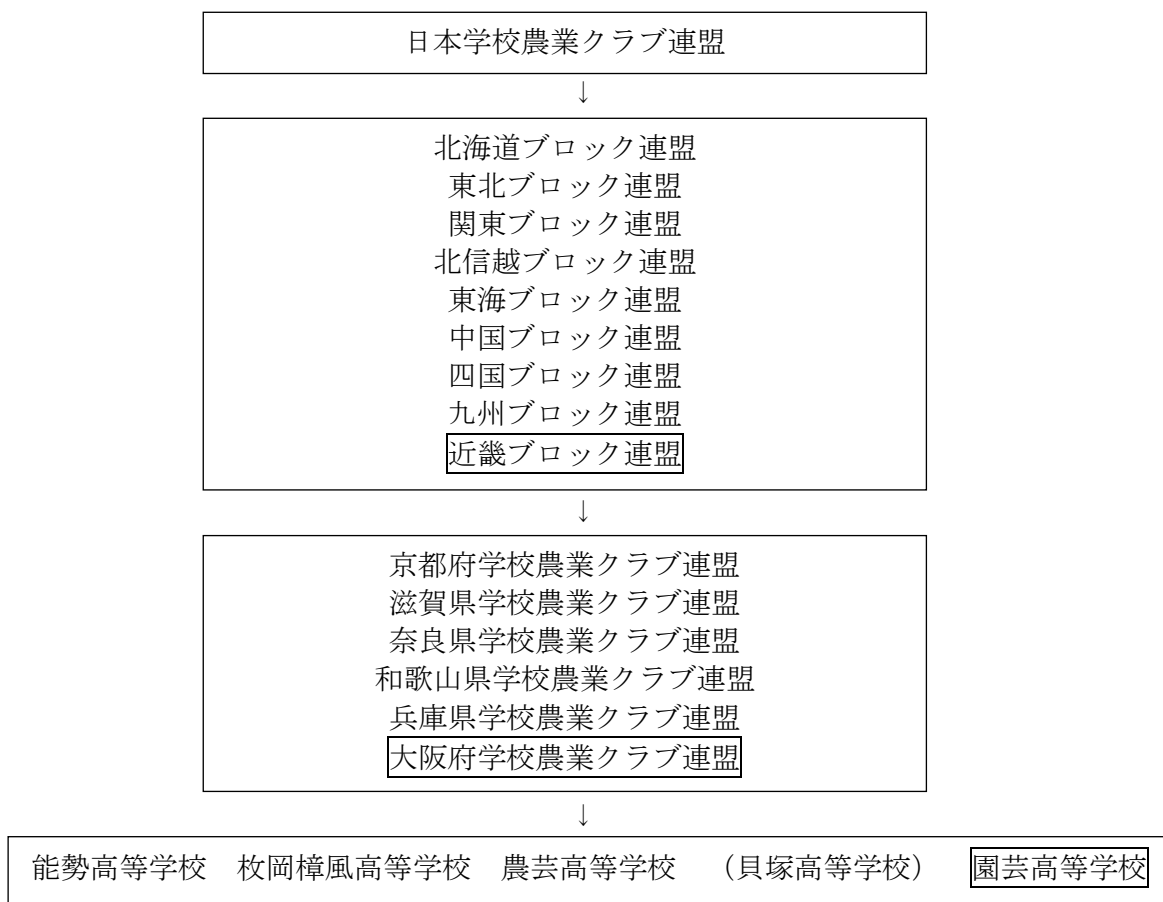 日本学校農業クラブ連盟
↓
北海道ブロック連盟
東北ブロック連盟
関東ブロック連盟
北信越ブロック連盟
東海ブロック連盟
中国ブロック連盟
四国ブロック連盟
九州ブロック連盟
近畿ブロック連盟
↓
京都府学校農業クラブ連盟
滋賀県学校農業クラブ連盟
奈良県学校農業クラブ連盟
和歌山県学校農業クラブ連盟
兵庫県学校農業クラブ連盟
大阪府学校農業クラブ連盟
↓
能勢高等学校　枚岡樟風高等学校　農芸高等学校　（貝塚高等学校）　園芸高等学校